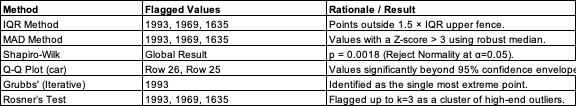 Method Flagged Values Rationale / Result
IQR Method 1993, 1969, 1635 Points outside 1.5 × IQR upper fence.
MAD Method 1993, 1969, 1635 Values with a Z-score > 3 using robust median.
Shapiro-Wilk Global Result p = 0.0018 (Reject Normality at α=0.05).
Q-Q Plot (car) Row 26, Row 25 Values significantly beyond 95% confidence envelope
Grubbs' (Iterative) 1993 Identified as the single most extreme point.
Rosner's Test 1993, 1969, 1635 Flagged up to k=3 as a cluster of high-end outliers.